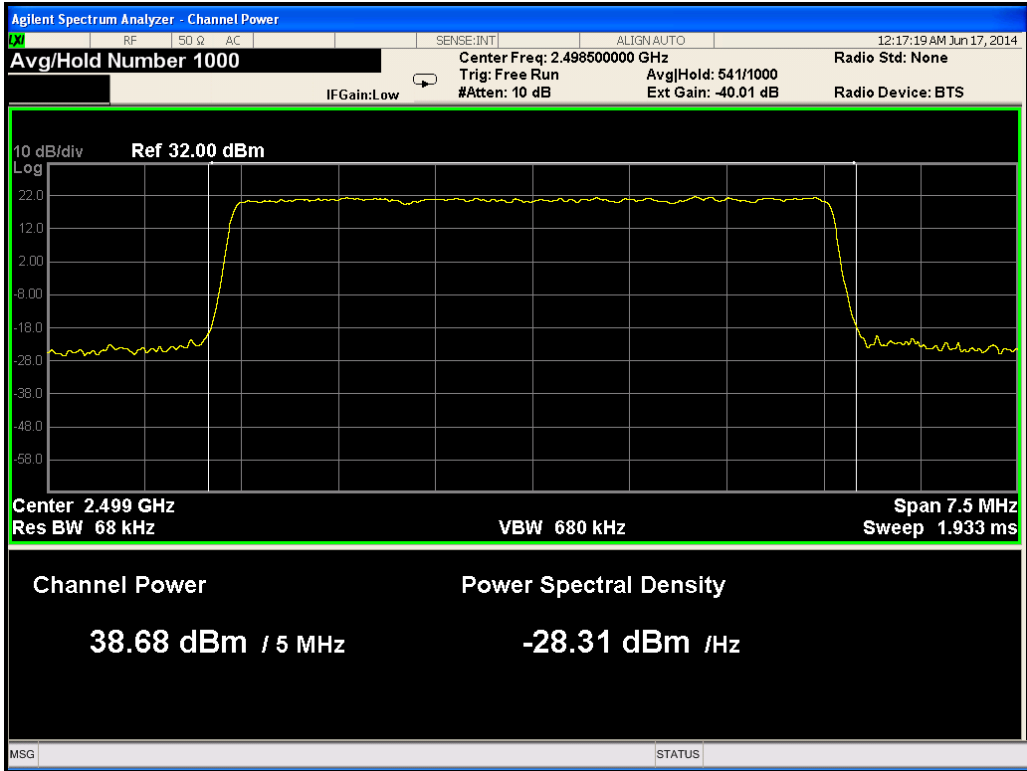 Agilent Spectrum Analyzer - Channel Power
LXI RF 50 Ω AC SENSE:INT ALIGN AUTO 12:17:19 AM Jun 17, 2014
Avg/Hold Number 1000 Center Freq: 2.498500000 GHz Radio Std: None
Trig: Free Run Avg|Hold: 541/1000
IFGain:Low #Atten: 10 dB Ext Gain: -40.01 dB Radio Device: BTS
10 dB/div Ref 32.00 dBm
Log
22.0
12.0
2.00
-8.00
-18.0
-28.0
-38.0
-48.0
-58.0
Center 2.499 GHz Span 7.5 MHz
Res BW 68 kHz VBW 680 kHz Sweep 1.933 ms
Channel Power Power Spectral Density
38.68 dBm / 5 MHz -28.31 dBm /Hz
MSG STATUS